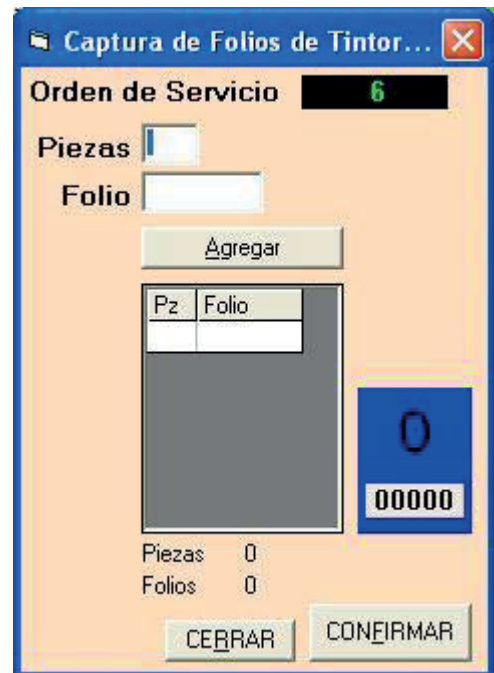 Captura de Folios de Tintor...
Orden de Servicio 6
Piezas
Folio
Agregar
Pz Folio
0
00000
Piezas 0
Folios 0
CERRAR CONFIRMAR